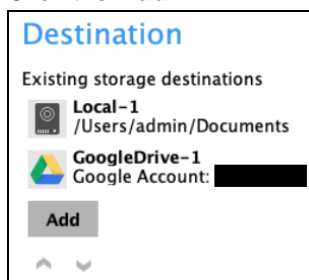 Destination
Existing storage destinations
Local-1
/Users/admin/Documents
GoogleDrive-1
Google Account:
Add